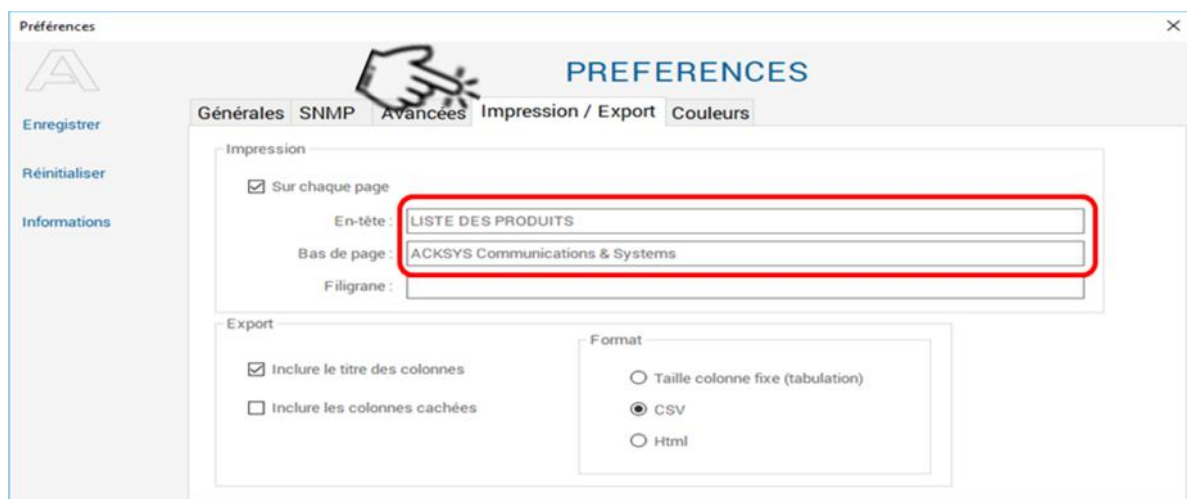 Préférences
PREFERENCES
Enregistrer
Réinitialiser
Informations
Générales SNMP Avancées Impression / Export Couleurs
Impression
Sur chaque page
En-tête : LISTE DES PRODUITS
Bas de page : ACKSYS Communications & Systems
Filigrane :
Export
Inclure le titre des colonnes
Inclure les colonnes cachées
Format
Taille colonne fixe (tabulation)
CSV
Html